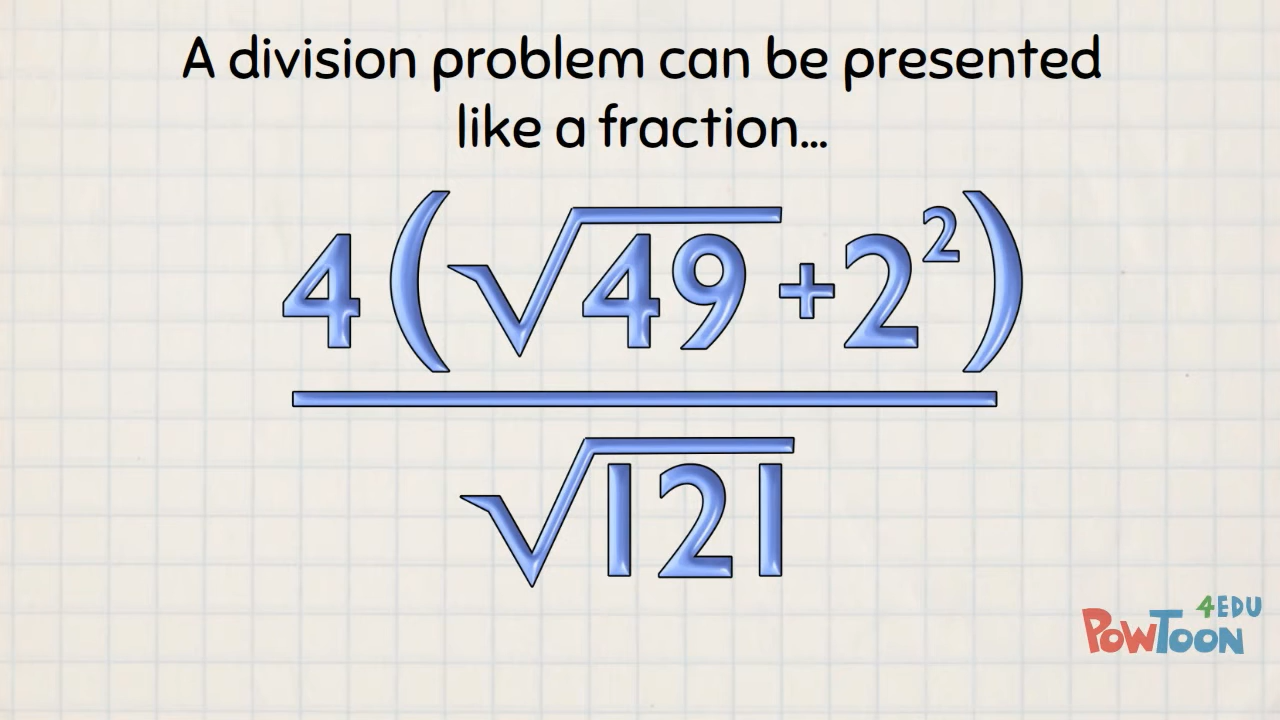 A division problem can be presented
like a fraction...
4(√49+2²)
√121
4EDU
POWTOON